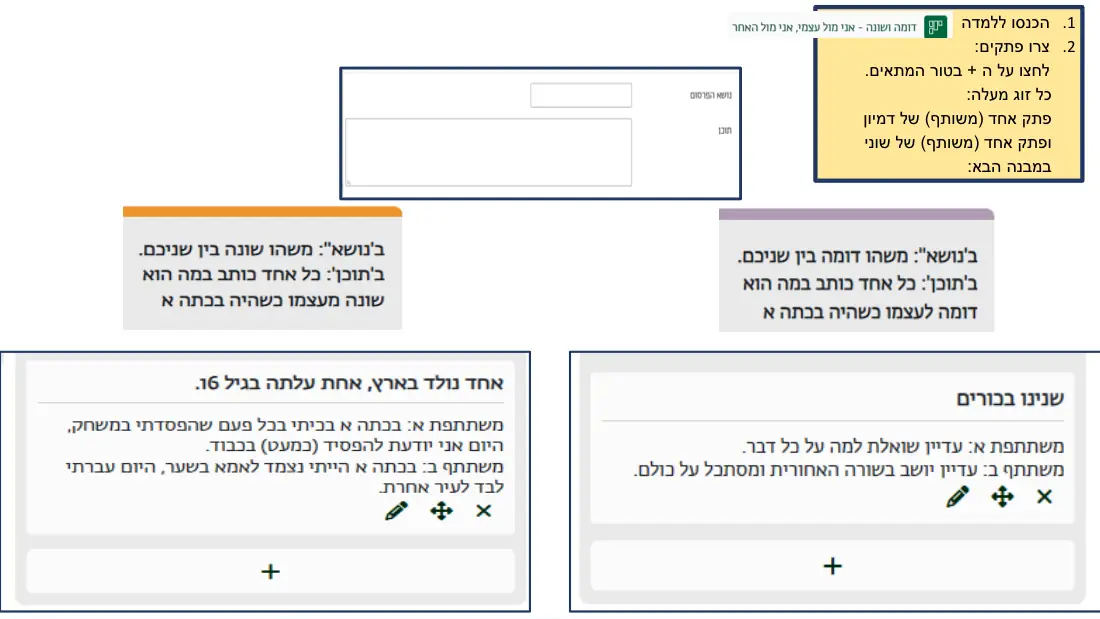 1. הכנסו ללמדה
דומה ושונה - אני מול עצמי, אני מול האחר
2. צרו פתקים:
לחצו על ה + בטור המתאים.
כל זוג מעלה:
פתק אחד (משותף) של דמיון
ופתק אחד (משותף) של שוני
במבנה הבא:
נושא הפרסום
תוכן
ב'נושא": משהו דומה בין שניכם.
ב'תוכן': כל אחד כותב במה הוא
דומה לעצמו כשהיה בכתה א
ב'נושא": משהו שונה בין שניכם.
ב'תוכן': כל אחד כותב במה הוא
שונה מעצמו כשהיה בכתה א
שנינו בכורים
משתתפת א: עדיין שואלת למה על כל דבר.
משתתף ב: עדיין יושב בשורה האחורית ומסתכל על כולם.
+
אחד נולד בארץ, אחת עלתה בגיל 16.
משתתפת א: בכתה א בכיתי בכל פעם שהפסדתי במשחק,
היום אני יודעת להפסיד (כמעט) בכבוד.
משתתף ב: בכתה א הייתי נצמד לאמא בשער, היום עברתי
לבד לעיר אחרת.
+